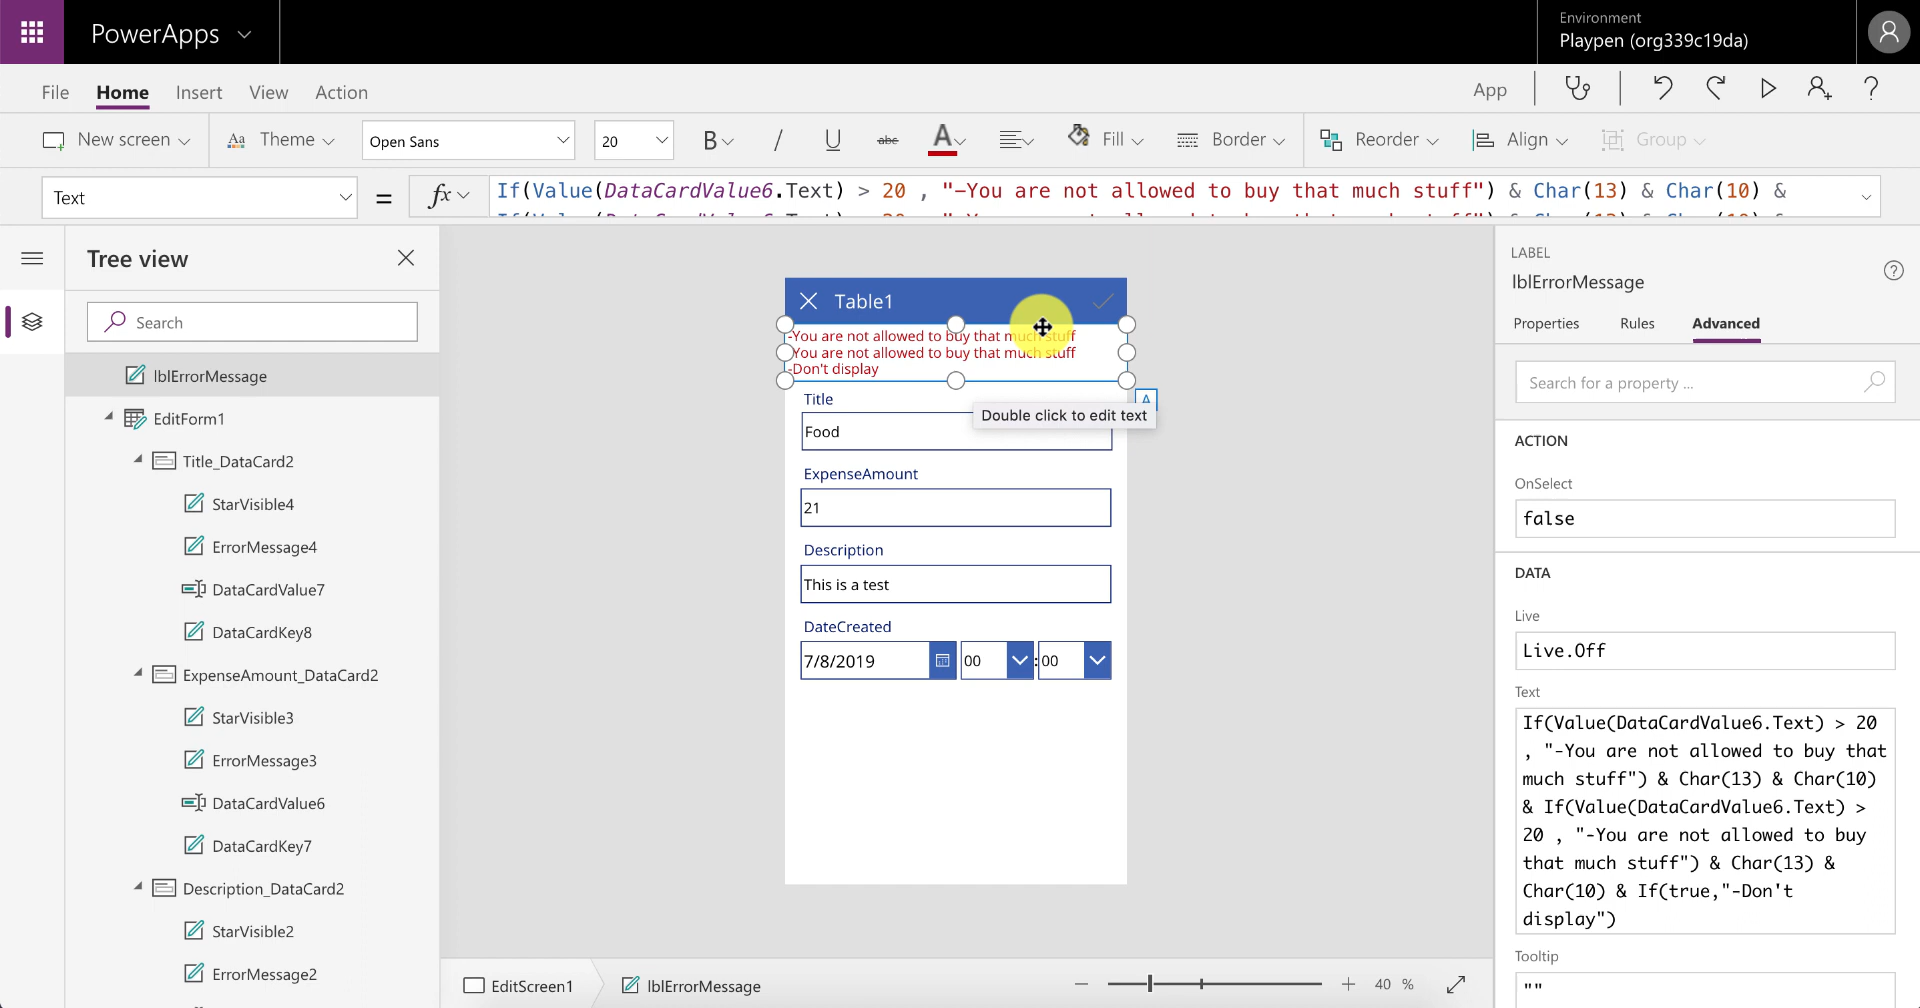 PowerApps
Environment
Playpen (org339c19da)
File Home Insert View Action
App
New screen Theme Open Sans 20 B / U abc A Fill Border Reorder Align Group
Text = fx If(Value(DataCardValue6.Text) > 20 , "-You are not allowed to buy that much stuff") & Char(13) & Char(10) &
Tree view
Search
lblErrorMessage
EditForm1
Title_DataCard2
StarVisible4
ErrorMessage4
DataCardValue7
DataCardKey8
ExpenseAmount_DataCard2
StarVisible3
ErrorMessage3
DataCardValue6
DataCardKey7
Description_DataCard2
StarVisible2
ErrorMessage2
Table1
-You are not allowed to buy that much stuff
You are not allowed to buy that much stuff
-Don't display
A
Title
Double click to edit text
Food
ExpenseAmount
21
Description
This is a test
DateCreated
7/8/2019 00 : 00
EditScreen1 lblErrorMessage
40 %
LABEL
lblErrorMessage
Properties Rules Advanced
Search for a property ...
ACTION
OnSelect
false
DATA
Live
Live.Off
Text
If(Value(DataCardValue6.Text) > 20
, "-You are not allowed to buy that
much stuff") & Char(13) & Char(10)
& If(Value(DataCardValue6.Text) >
20 , "-You are not allowed to buy
that much stuff") & Char(13) &
Char(10) & If(true,"-Don't
display")
Tooltip
""